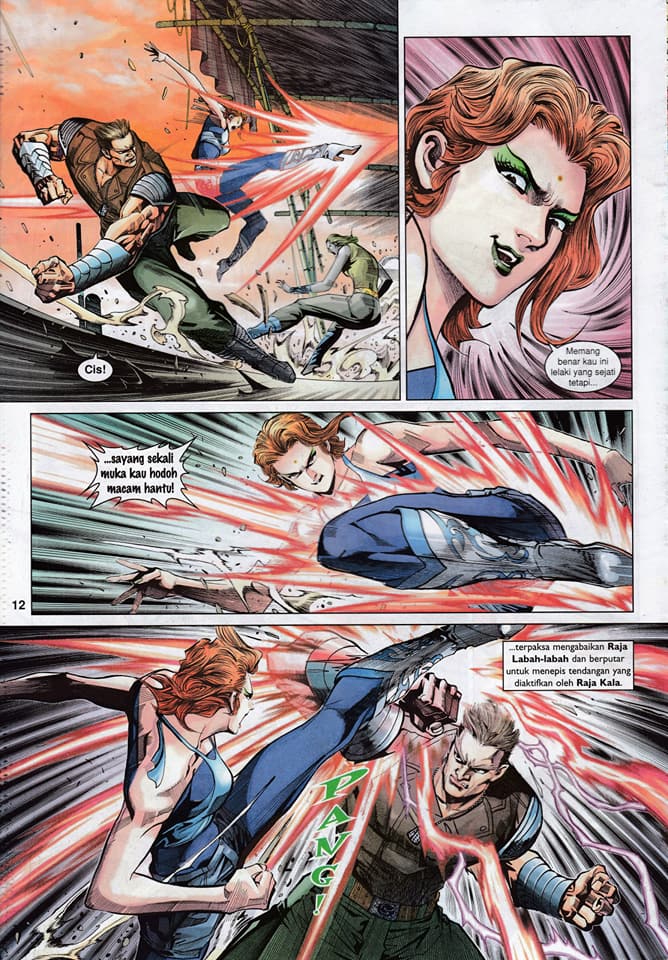 Cis!
Memang
benar kau ini
lelaki yang sejati
tetapi...
...sayang sekali
muka kau hodoh
macam hantu!
12
...terpaksa mengabaikan Raja
Labah-labah dan berputar
untuk menepis tendangan yang
diaktifkan oleh Raja Kala.
PANG!